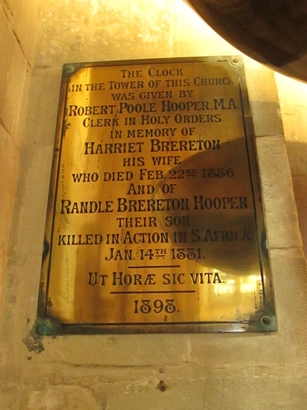 THE CLOCK
IN THE TOWER OF THIS CHURCH
WAS GIVEN BY
ROBERT POOLE HOOPER, M.A.
CLERK IN HOLY ORDERS
IN MEMORY OF
HARRIET BRERETON
HIS WIFE
WHO DIED FEB. 22ND 1886
AND OF
RANDLE BRERETON HOOPER
THEIR SON
KILLED IN ACTION IN S. AFRICA.
JAN. 14TH 1881.
UT HORÆ SIC VITA.
1898.